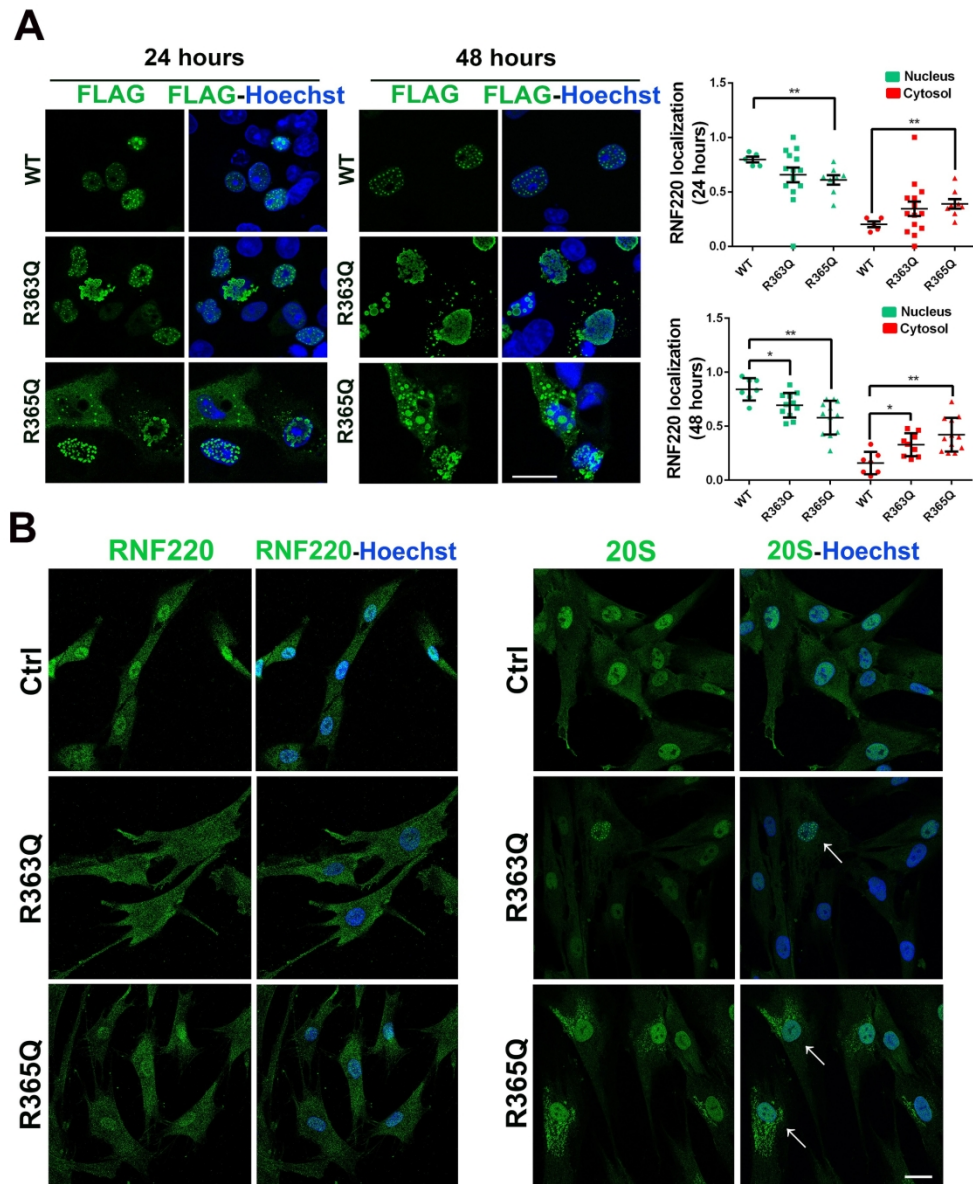 A
24 hours
48 hours
FLAG FLAG-Hoechst
FLAG FLAG-Hoechst
WT
R363Q
R365Q
WT
R363Q
R365Q
RNF220 localization
(24 hours)
1.5
1.0
0.5
0.0
Nucleus
Cytosol
**
**
WT
R363Q
R365Q
WT
R363Q
R365Q
RNF220 localization
(48 hours)
1.5
1.0
0.5
0.0
Nucleus
Cytosol
**
*
**
*
WT
R363Q
R365Q
WT
R363Q
R365Q
B
RNF220
RNF220-Hoechst
20S
20S-Hoechst
Ctrl
R363Q
R365Q
Ctrl
R363Q
R365Q